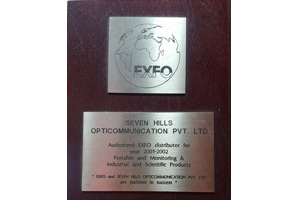 EXFO
SEVEN HILLS
OPTICOMMUNICATION PVT. LTD
Authorized EXFO distributor for
year 2001-2002
Portable and Monitoring &
Industrial and Scientific Products
" EXFO and SEVEN HILLS OPTICOMMUNICATION PVT. LTD.
are partners in success "